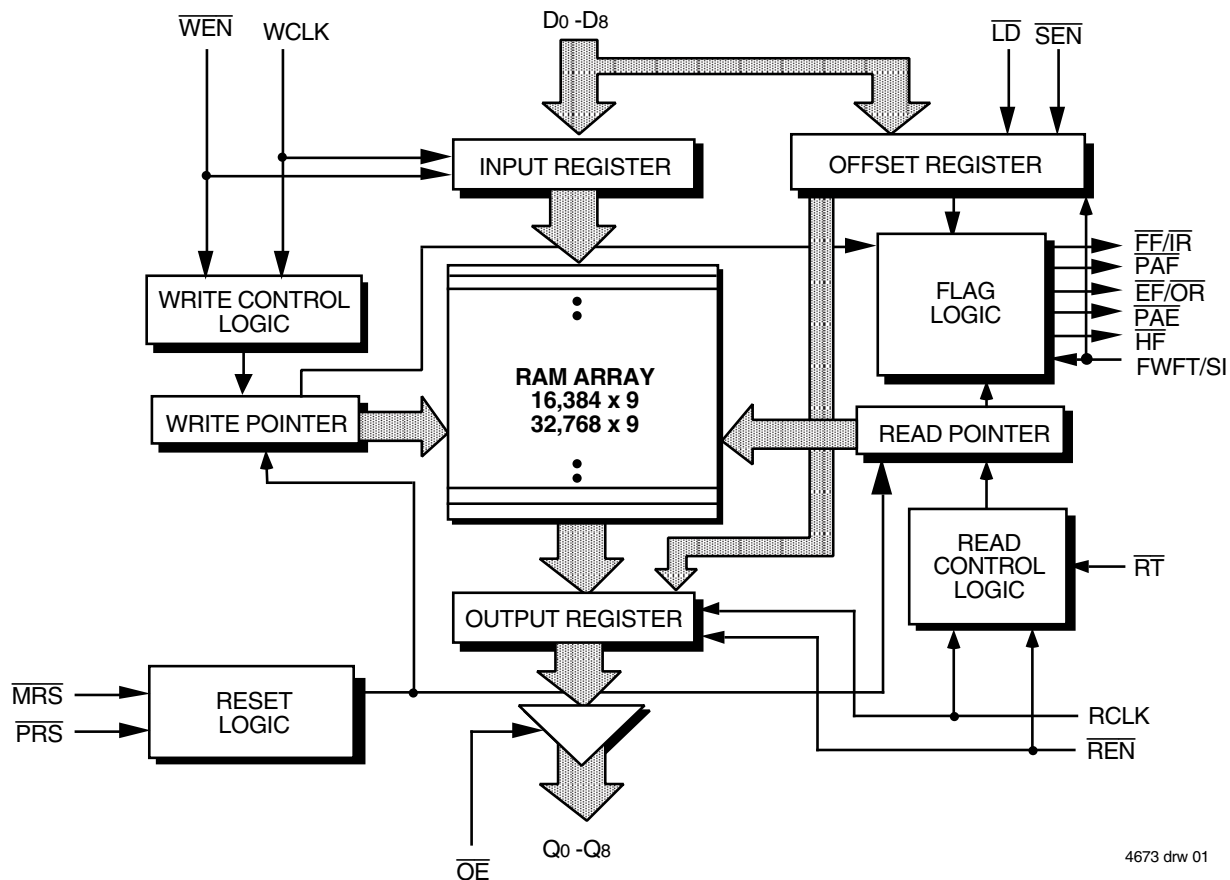 WEN WCLK
D0 -D8
LD SEN
INPUT REGISTER
OFFSET REGISTER
WRITE CONTROL
LOGIC
FLAG
LOGIC
FF/IR
PAF
EF/OR
PAE
HF
FWFT/SI
RAM ARRAY
16,384 x 9
32,768 x 9
WRITE POINTER
READ POINTER
READ
CONTROL
LOGIC
RT
OUTPUT REGISTER
MRS
PRS
RESET
LOGIC
RCLK
REN
OE
Q0 -Q8
4673 drw 01